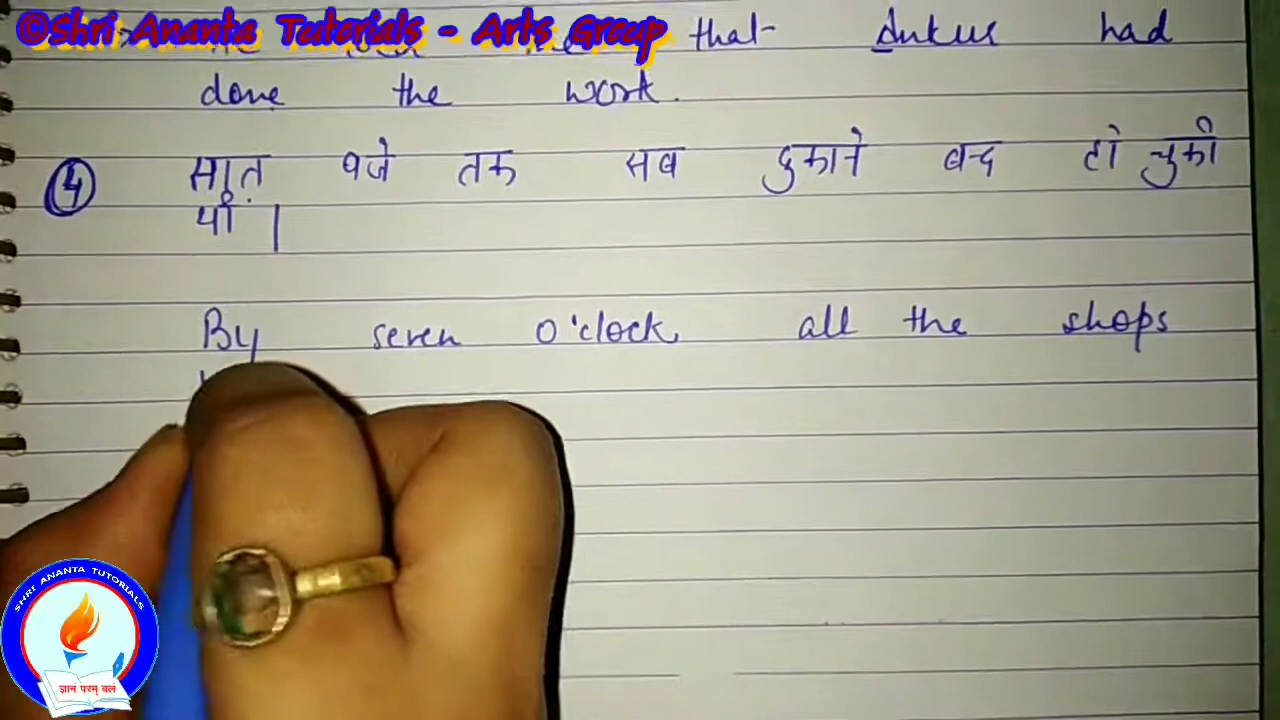 ©Shri Ananta Tutorials - Arts Group
that Ankur had
done the work.
4 सात बजे तक सब दुकाने बन्द हो चुकी
थी |
By seven o'clock all the shops
SHRI ANANTA TUTORIALS
ज्ञानं परमं बलं